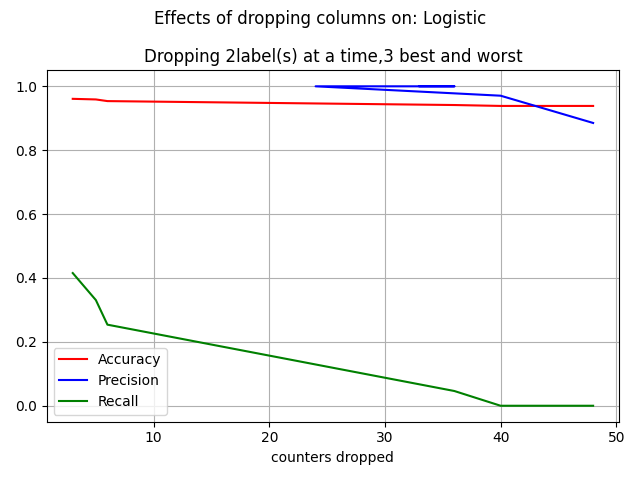 Effects of dropping columns on: Logistic
Dropping 2label(s) at a time,3 best and worst
1.0
0.8
0.6
0.4
0.2
0.0
Accuracy
Precision
Recall
10 20 30 40 50
counters dropped